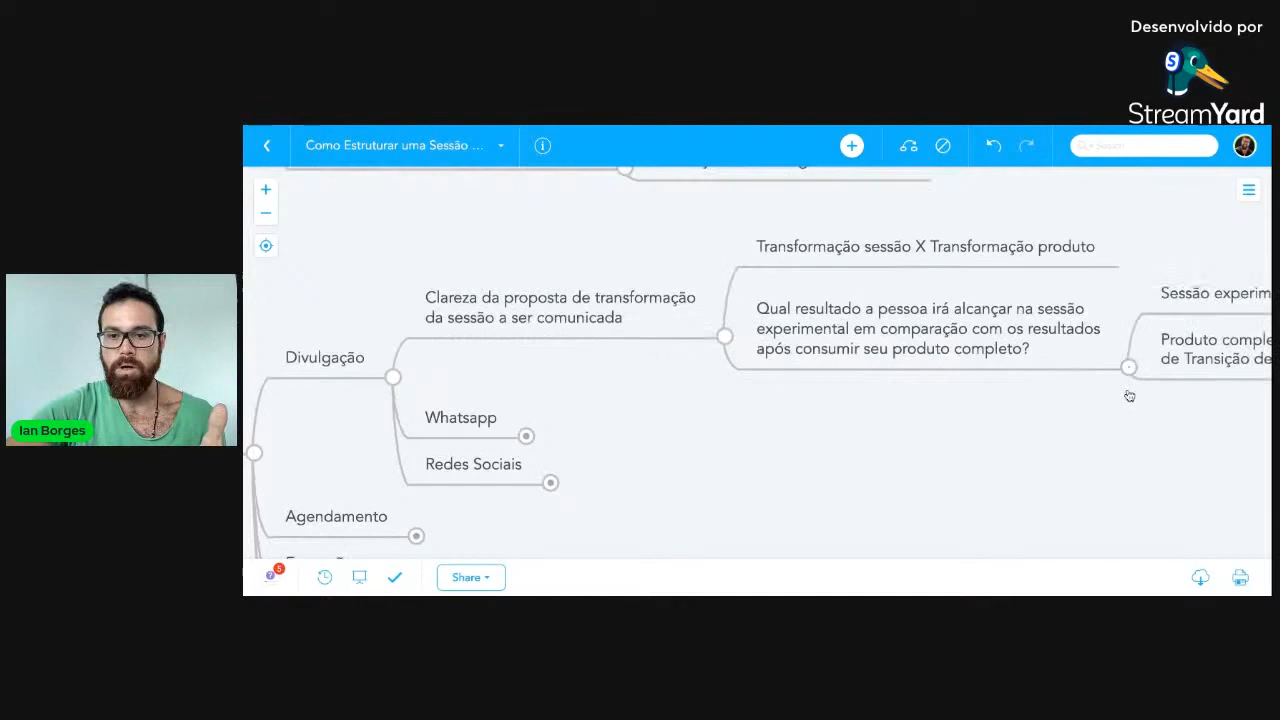 Desenvolvido por
StreamYard
Como Estruturar uma Sessão ...
Transformação sessão X Transformação produto
Clareza da proposta de transformação
da sessão a ser comunicada
Qual resultado a pessoa irá alcançar na sessão
experimental em comparação com os resultados
após consumir seu produto completo?
Sessão experim
Produto comple
de Transição de
Divulgação
Whatsapp
Redes Sociais
Agendamento
Ian Borges
5
Share